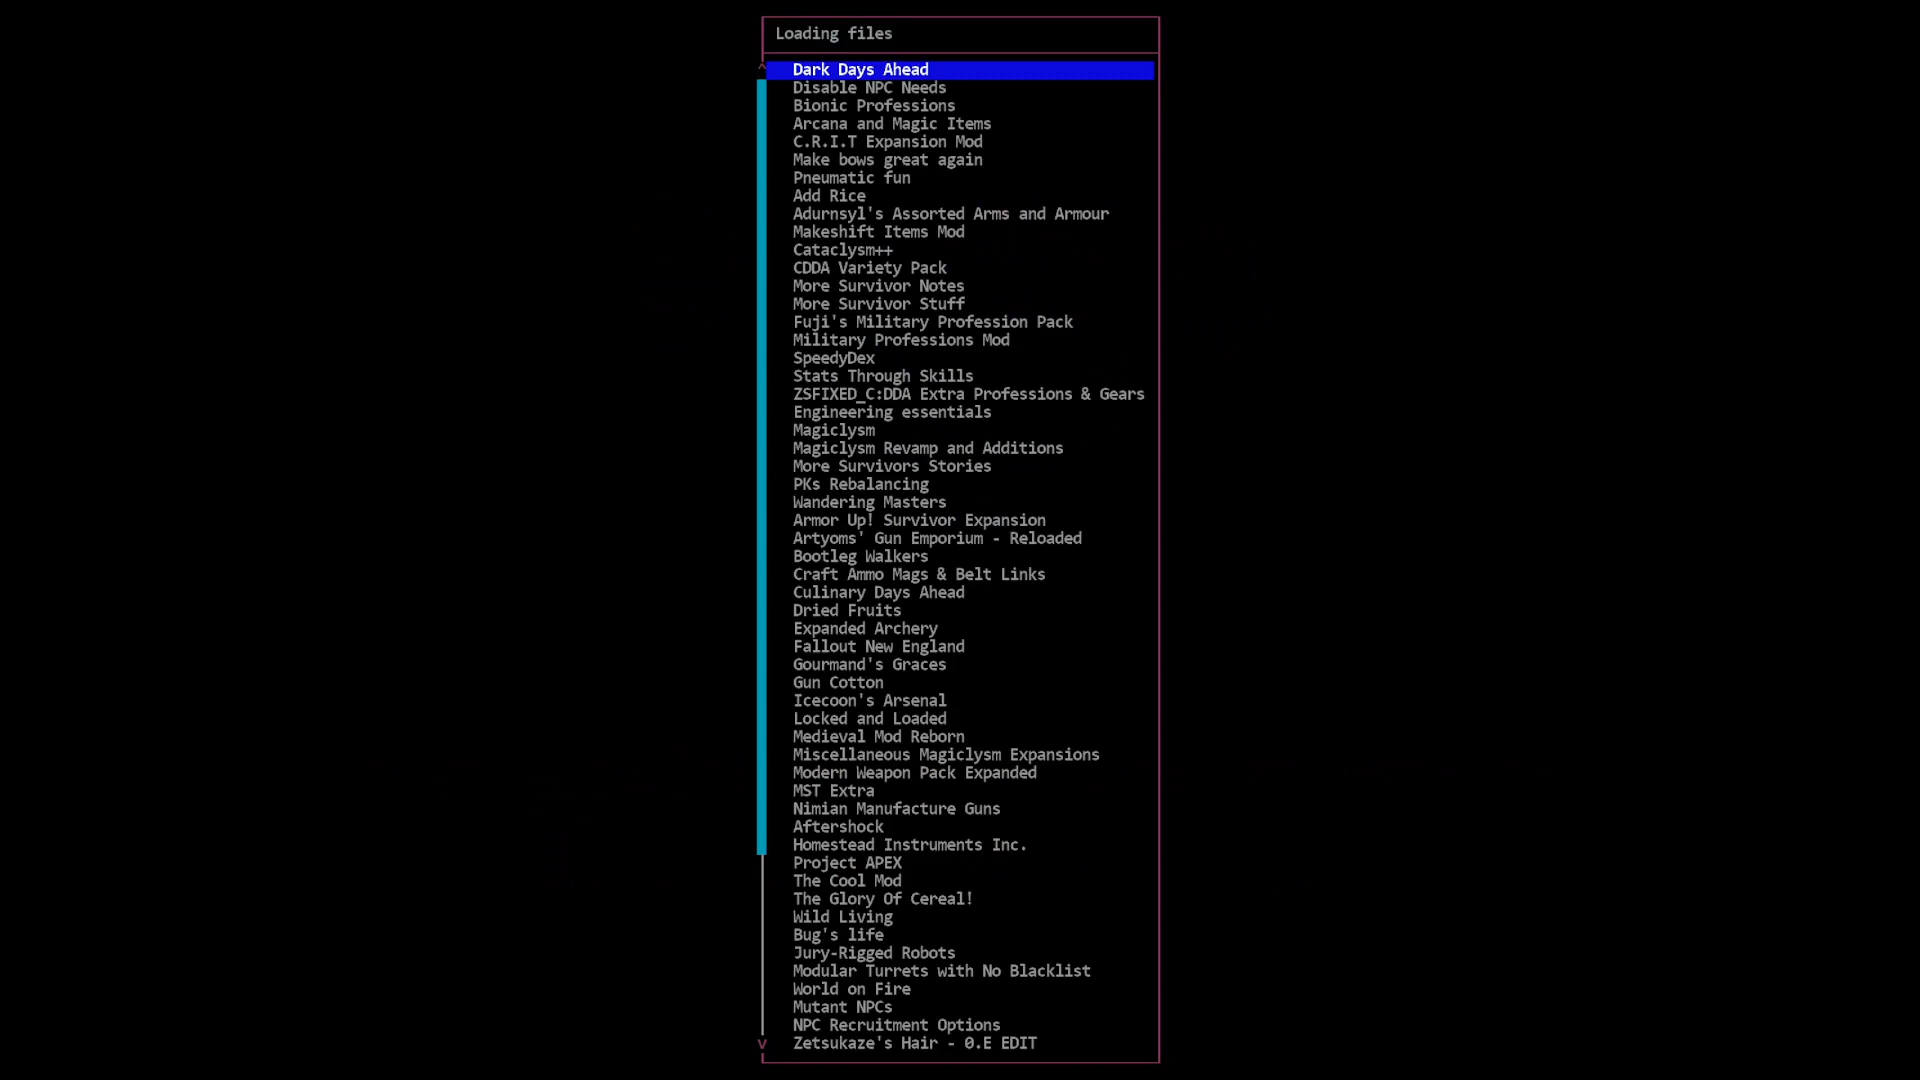 Loading files
^
Dark Days Ahead
Disable NPC Needs
Bionic Professions
Arcana and Magic Items
C.R.I.T Expansion Mod
Make bows great again
Pneumatic fun
Add Rice
Adurnsyl's Assorted Arms and Armour
Makeshift Items Mod
Cataclysm++
CDDA Variety Pack
More Survivor Notes
More Survivor Stuff
Fuji's Military Profession Pack
Military Professions Mod
SpeedyDex
Stats Through Skills
ZSFIXED_C:DDA Extra Professions & Gears
Engineering essentials
Magiclysm
Magiclysm Revamp and Additions
More Survivors Stories
PKs Rebalancing
Wandering Masters
Armor Up! Survivor Expansion
Artyoms' Gun Emporium - Reloaded
Bootleg Walkers
Craft Ammo Mags & Belt Links
Culinary Days Ahead
Dried Fruits
Expanded Archery
Fallout New England
Gourmand's Graces
Gun Cotton
Icecoon's Arsenal
Locked and Loaded
Medieval Mod Reborn
Miscellaneous Magiclysm Expansions
Modern Weapon Pack Expanded
MST Extra
Nimian Manufacture Guns
Aftershock
Homestead Instruments Inc.
Project APEX
The Cool Mod
The Glory Of Cereal!
Wild Living
Bug's life
Jury-Rigged Robots
Modular Turrets with No Blacklist
World on Fire
Mutant NPCs
NPC Recruitment Options
v Zetsukaze's Hair - 0.E EDIT